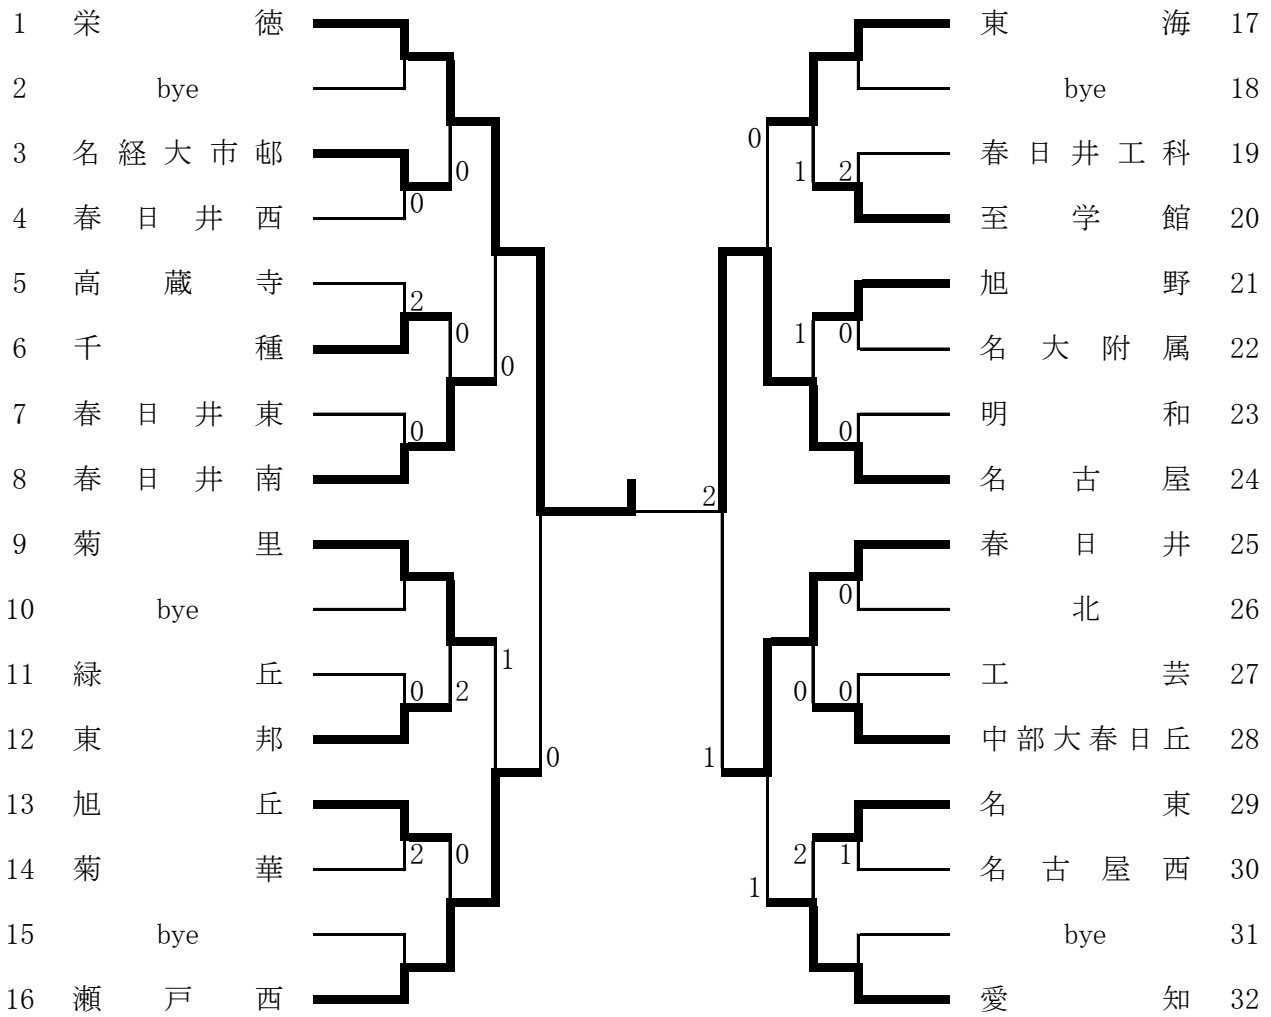 1 栄徳
2 bye
3 名経大市邨
4 春日井西
5 高蔵寺
6 千種
7 春日井東
8 春日井南
9 菊里
10 bye
11 緑丘
12 東邦
13 旭丘
14 菊華
15 bye
16 瀬戸西
0
0
2
0
0
0
0
2
1
2
0
0
0
2
1
0
1
2
1
0
0
0
0
0
1
2
1
1
東海 17
bye 18
春日井工科 19
至学館 20
旭野 21
名大附属 22
明和 23
名古屋 24
春日井 25
北 26
工芸 27
中部大春日丘 28
名東 29
名古屋西 30
bye 31
愛知 32